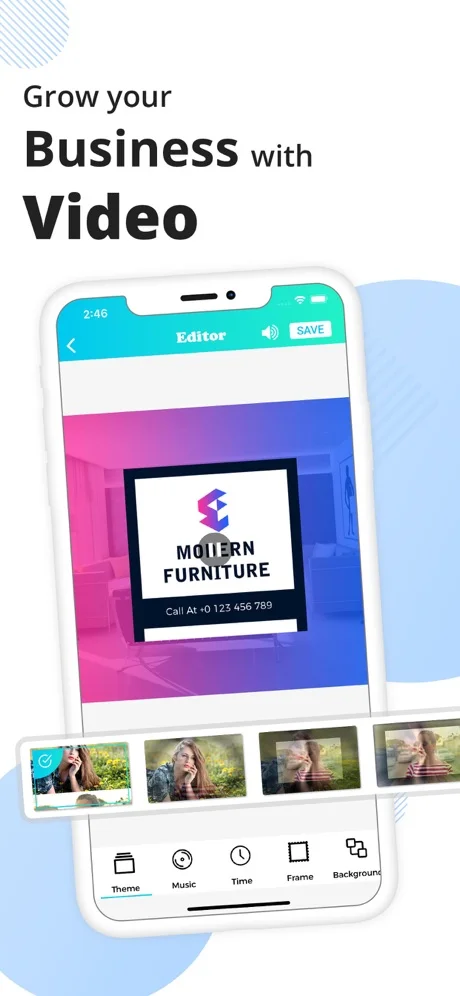 Grow your
Business with
Video
2:46
Editor
SAVE
MODERN
FURNITURE
Call At +0 123 456 789
Theme
Music
Time
Frame
Background